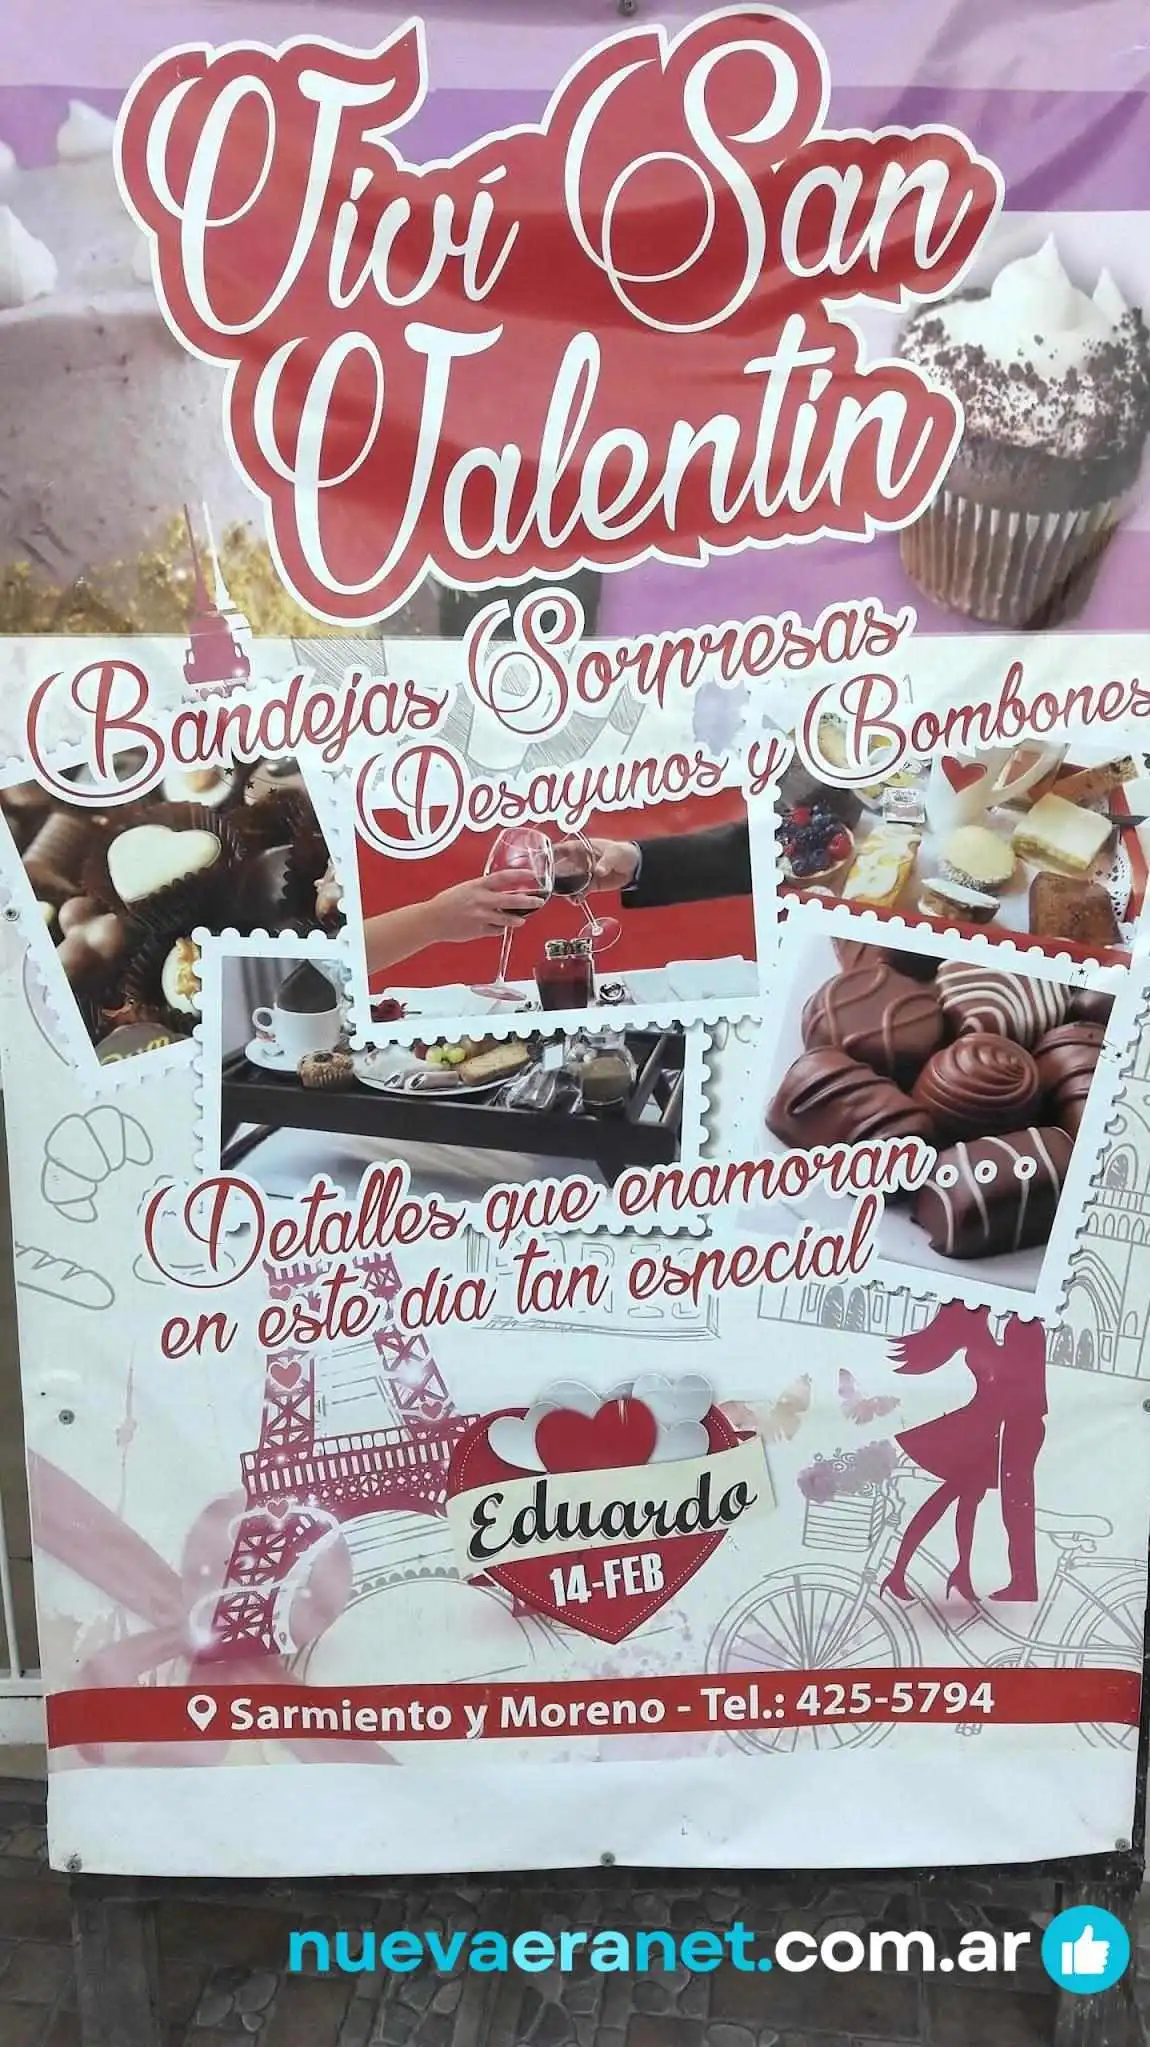 Viví San
Valentín
Bandejas Sorpresas
Desayunos y Bombones
Detalles que enamoran...
en este día tan especial
Eduardo
14-FEB
Sarmiento y Moreno - Tel.: 425-5794
nuevaeranet.com.ar